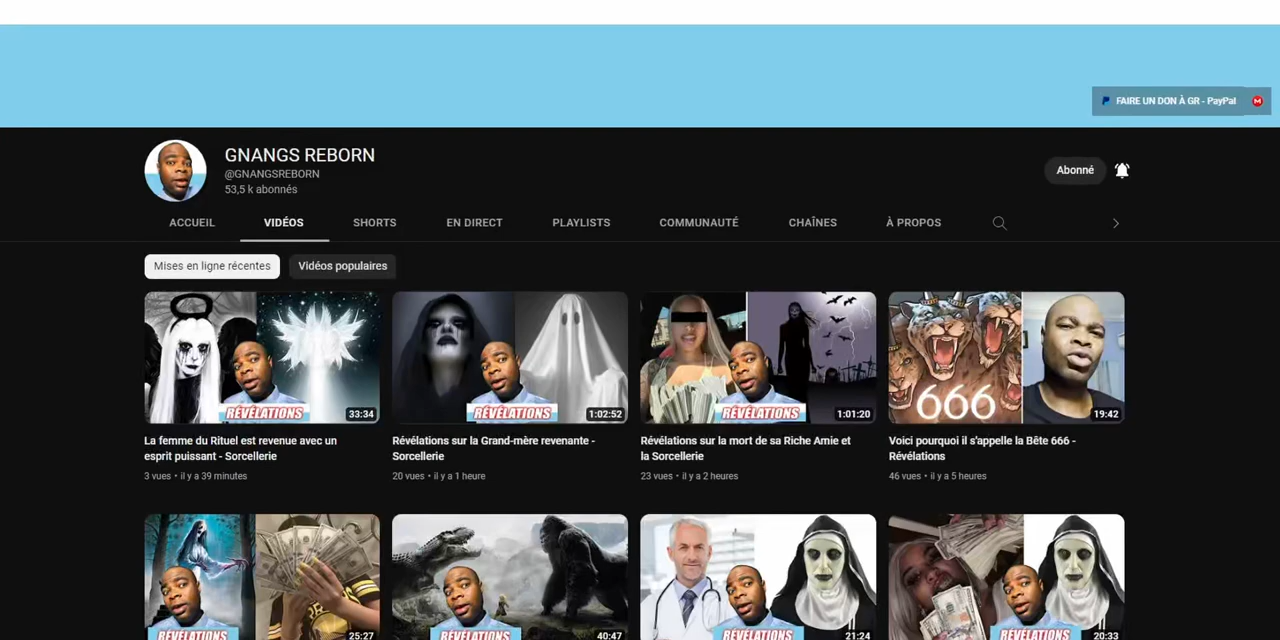 FAIRE UN DON À GR - PayPal
GNANGS REBORN
@GNANGSREBORN
53,5 k abonnés
Abonné
ACCUEIL VIDÉOS SHORTS EN DIRECT PLAYLISTS COMMUNAUTÉ CHAÎNES À PROPOS
Mises en ligne récentes Vidéos populaires
RÉVÉLATIONS 33:34
RÉVÉLATIONS 1:02:52
RÉVÉLATIONS 1:01:20
666 19:42
La femme du Rituel est revenue avec un
esprit puissant - Sorcellerie
3 vues • il y a 39 minutes
Révélations sur la Grand-mère revenante -
Sorcellerie
20 vues • il y a 1 heure
Révélations sur la mort de sa Riche Amie et
la Sorcellerie
23 vues • il y a 2 heures
Voici pourquoi il s'appelle la Bête 666 -
Révélations
46 vues • il y a 5 heures
RÉVÉLATIONS 25:27
RÉVÉLATIONS 40:47
RÉVÉLATIONS 21:24
RÉVÉLATIONS 20:33